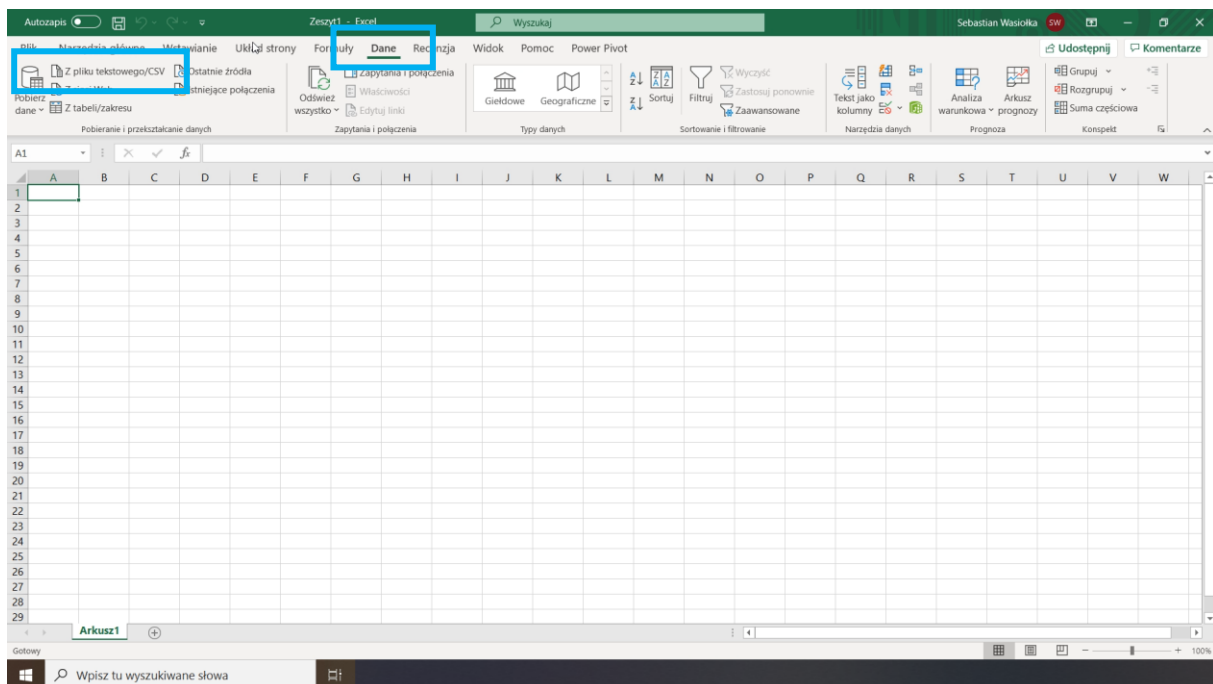 Autozapis Zeszyt1 - Excel Wyszukaj Sebastian Wasiołka SW
Plik Narzędzia główne Wstawianie Układ strony Formuły Dane Recenzja Widok Pomoc Power Pivot Udostępnij Komentarze
Pobierz dane
Z pliku tekstowego/CSV
Z tabeli/zakresu
Ostatnie źródła
Istniejące połączenia
Pobieranie i przekształcanie danych
Odśwież wszystko
Zapytania i połączenia
Właściwości
Edytuj linki
Zapytania i połączenia
Giełdowe Geograficzne
Typy danych
Sortuj Filtruj
Wyczyść
Zastosuj ponownie
Zaawansowane
Sortowanie i filtrowanie
Tekst jako kolumny
Narzędzia danych
Analiza warunkowa
Arkusz prognozy
Prognoza
Grupuj
Rozgrupuj
Suma częściowa
Konspekt
A1 fx
A B C D E F G H I J K L M N O P Q R S T U V W
1
2
3
4
5
6
7
8
9
10
11
12
13
14
15
16
17
18
19
20
21
22
23
24
25
26
27
28
29
Arkusz1
Gotowy 100%
Wpisz tu wyszukiwane słowa